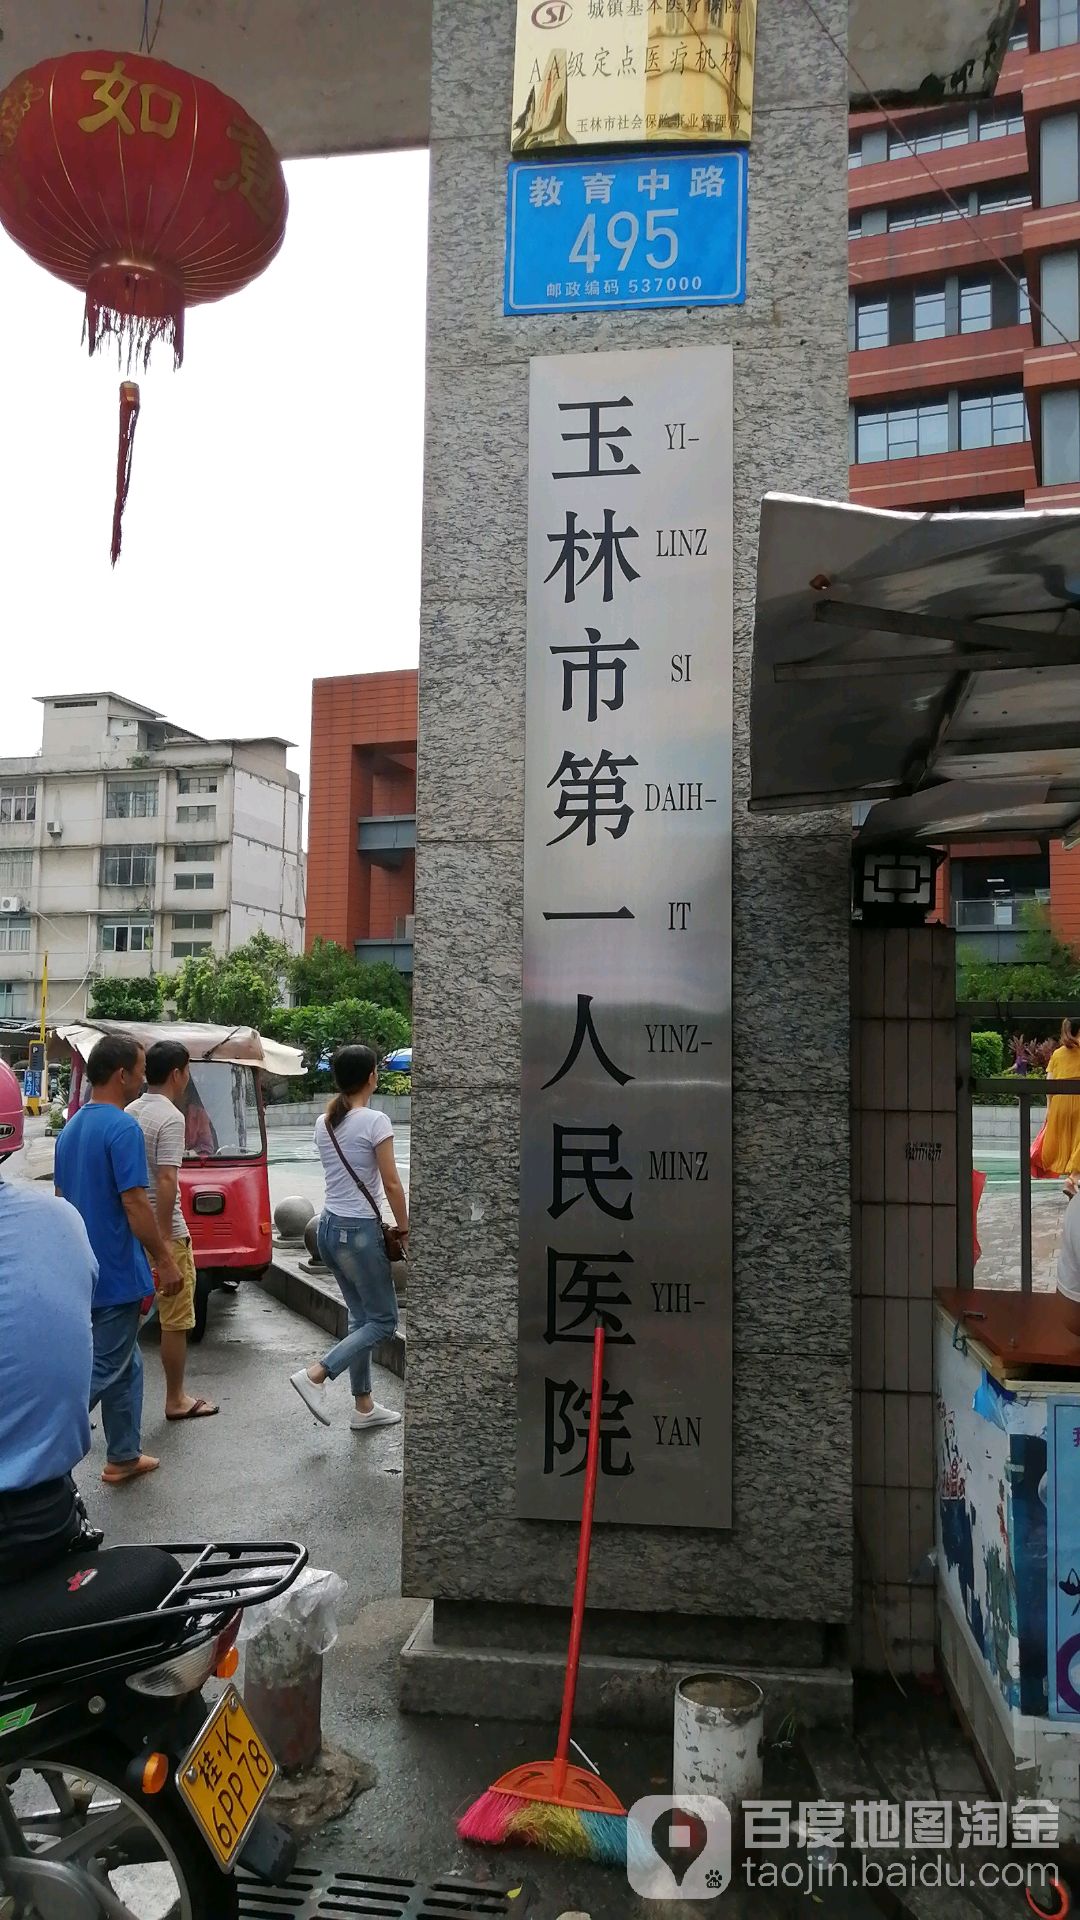 如意
CSI 城镇基本医疗保险
AA级定点医疗机构
玉林市社会保险事业管理局
教育中路
495
邮政编码 537000
玉林市第一人民医院
YI-
LINZ
SI
DAIH-
IT
YINZ-
MINZ
YIH-
YAN
桂·K
6PP78
百度地图淘金
taojin.baidu.com